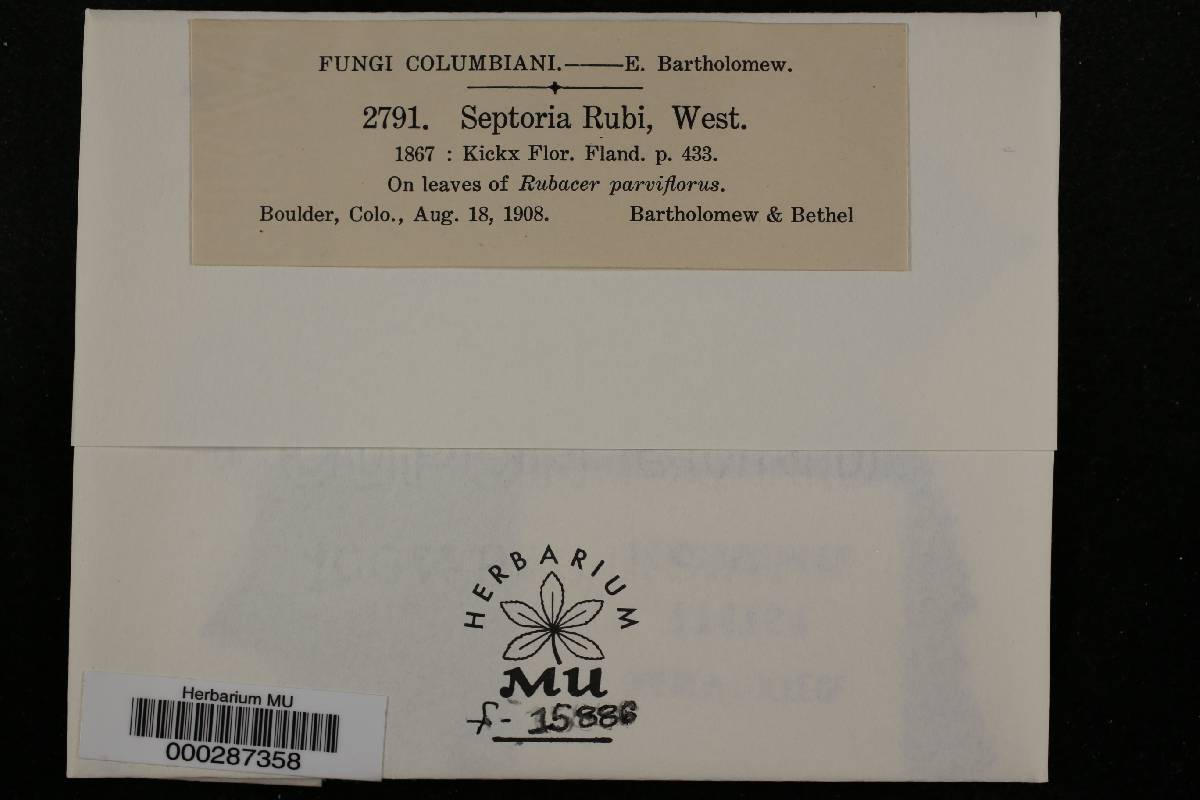 FUNGI COLUMBIANI.——E. Bartholomew.
2791. Septoria Rubi, West.
1867 : Kickx Flor. Fland. p. 433.
On leaves of Rubacer parviflorus.
Boulder, Colo., Aug. 18, 1908. Bartholomew & Bethel
HERBARIUM
MU
f-15886
Herbarium MU
000287358